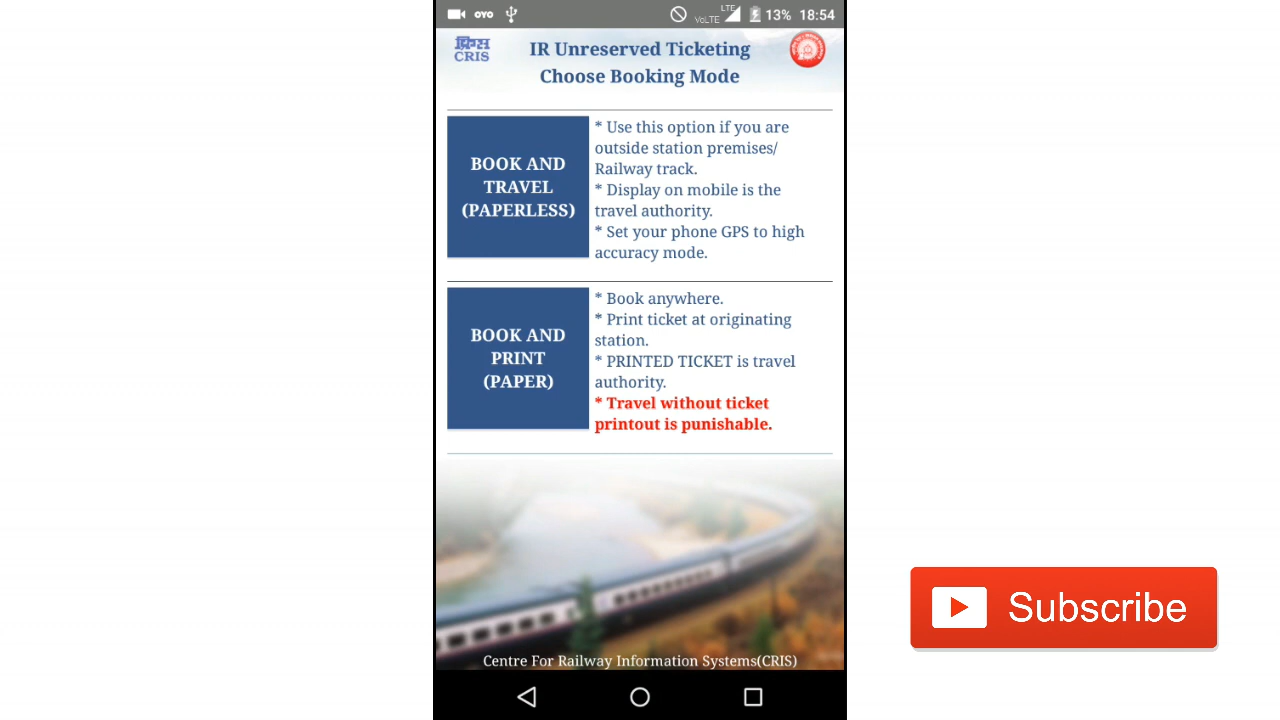 OYO
LTE
VoLTE
13% 18:54
क्रिस
CRIS
IR Unreserved Ticketing
Choose Booking Mode
BOOK AND
TRAVEL
(PAPERLESS)
* Use this option if you are
outside station premises/
Railway track.
* Display on mobile is the
travel authority.
* Set your phone GPS to high
accuracy mode.
BOOK AND
PRINT
(PAPER)
* Book anywhere.
* Print ticket at originating
station.
* PRINTED TICKET is travel
authority.
* Travel without ticket
printout is punishable.
Centre For Railway Information Systems(CRIS)
Subscribe